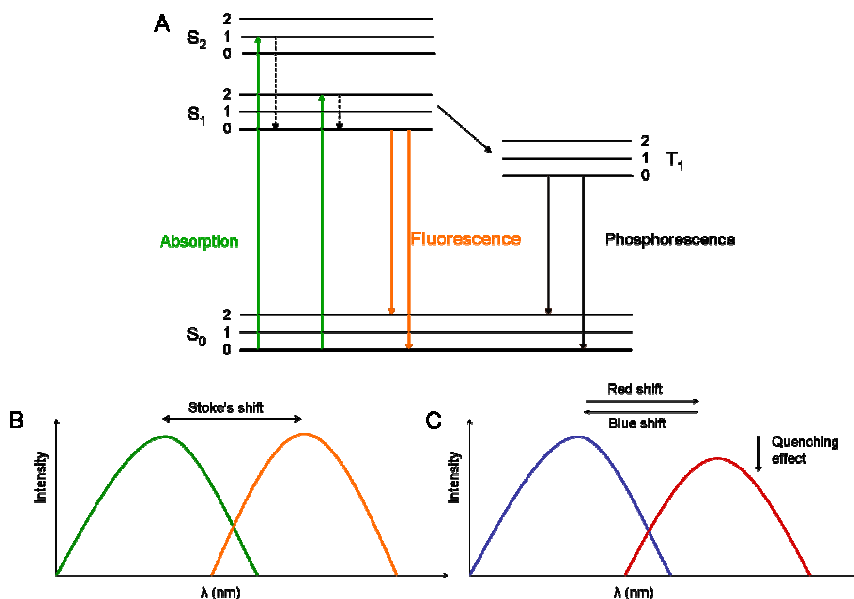 A
S2
2
1
0
S1
2
1
0
2
1
0
T1
Absorption
Fluorescence
Phosphorescence
S0
2
1
0
B
Stoke's shift
Intensity
λ (nm)
C
Red shift
Blue shift
Quenching
effect
Intensity
λ (nm)